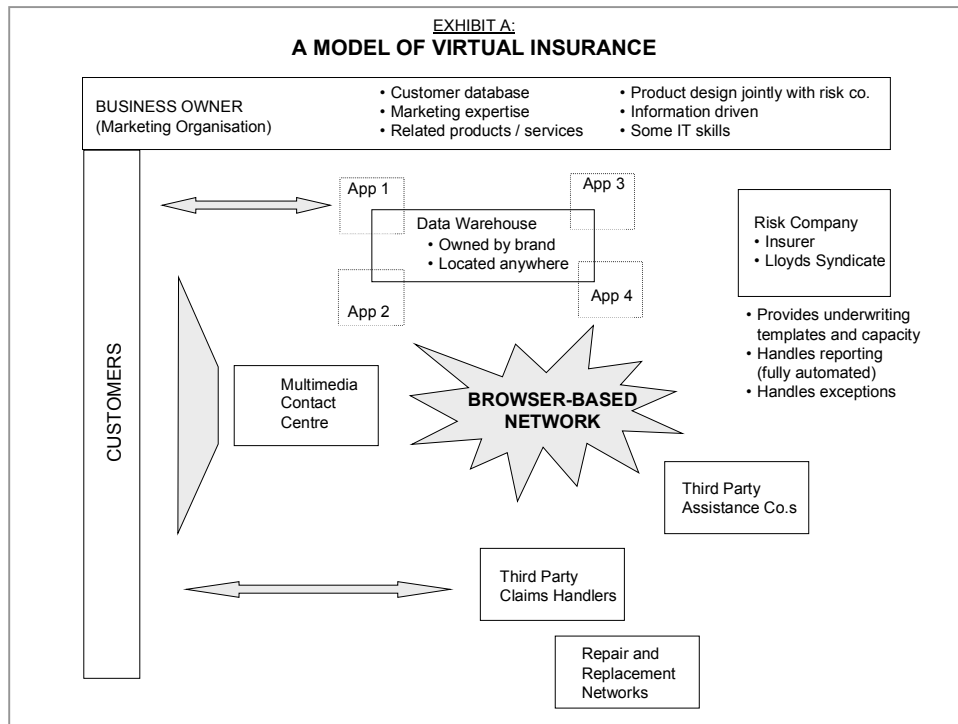 EXHIBIT A:
A MODEL OF VIRTUAL INSURANCE
BUSINESS OWNER
(Marketing Organisation)
• Customer database
• Marketing expertise
• Related products / services
• Product design jointly with risk co.
• Information driven
• Some IT skills
CUSTOMERS
App 1
App 3
Data Warehouse
• Owned by brand
• Located anywhere
App 2
App 4
Risk Company
• Insurer
• Lloyds Syndicate
• Provides underwriting
templates and capacity
• Handles reporting
(fully automated)
• Handles exceptions
Multimedia
Contact
Centre
BROWSER-BASED
NETWORK
Third Party
Assistance Co.s
Third Party
Claims Handlers
Repair and
Replacement
Networks